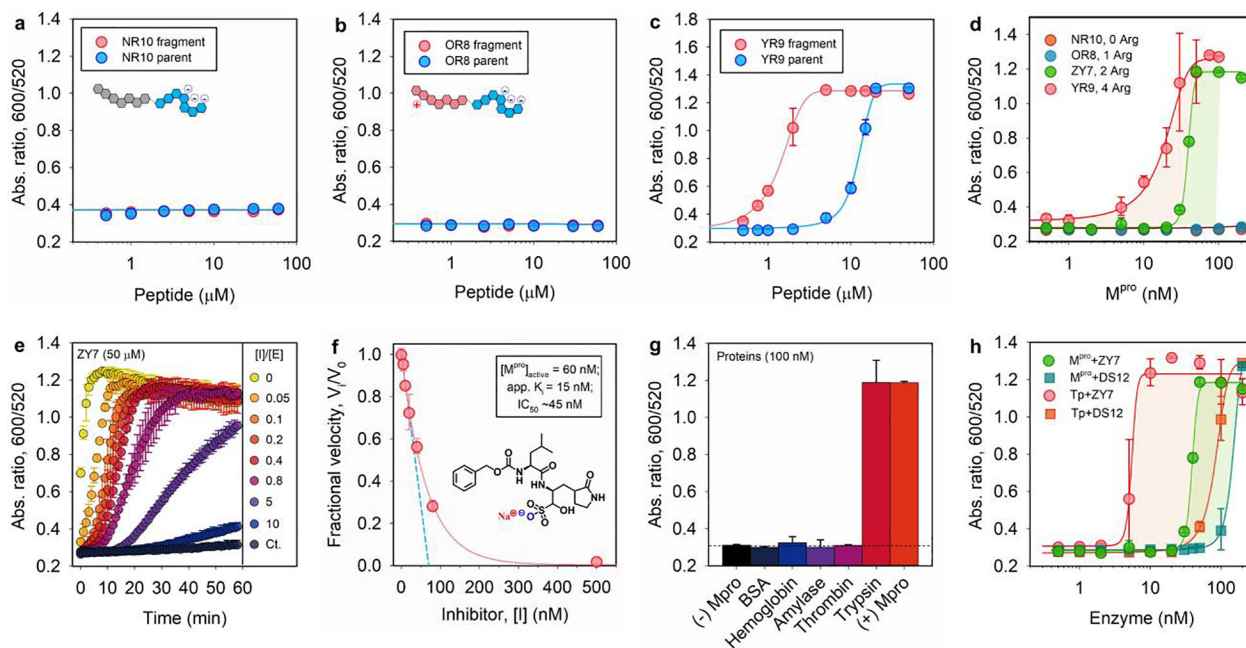 a
Abs. ratio, 600/520
1.4
1.2
1.0
0.8
0.6
0.4
0.2
NR10 fragment
NR10 parent
1
10
100
Peptide (μM)
b
Abs. ratio, 600/520
1.4
1.2
1.0
0.8
0.6
0.4
0.2
OR8 fragment
OR8 parent
1
10
100
Peptide (μM)
c
Abs. ratio, 600/520
1.8
1.6
1.4
1.2
1.0
0.8
0.6
0.4
0.2
YR9 fragment
YR9 parent
1
10
100
Peptide (μM)
d
Abs. ratio, 600/520
1.4
1.2
1.0
0.8
0.6
0.4
0.2
NR10, 0 Arg
OR8, 1 Arg
ZY7, 2 Arg
YR9, 4 Arg
1
10
100
Mpro (nM)
e
Abs. ratio, 600/520
1.4
1.2
1.0
0.8
0.6
0.4
0.2
ZY7 (50 μM)
[I]/[E]
0
0.05
0.1
0.2
0.4
0.8
5
10
Ct.
0 10 20 30 40 50 60
Time (min)
f
Fractional velocity, Vi/V0
1.0
0.8
0.6
0.4
0.2
0.0
[Mpro]active = 60 nM;
app. Ki = 15 nM;
IC50 ~45 nM
O
O
N
H
O
H
N
O
NH
O
S
OH
O
O
Na⊕⊖O
0 100 200 300 400 500
Inhibitor, [I] (nM)
g
Abs. ratio, 600/520
1.4
1.2
1.0
0.8
0.6
0.4
0.2
Proteins (100 nM)
(-) Mpro
BSA
Hemoglobin
Amylase
Thrombin
Trypsin
(+) Mpro
h
Abs. ratio, 600/520
1.4
1.2
1.0
0.8
0.6
0.4
0.2
Mpro+ZY7
Mpro+DS12
Tp+ZY7
Tp+DS12
1
10
100
Enzyme (nM)